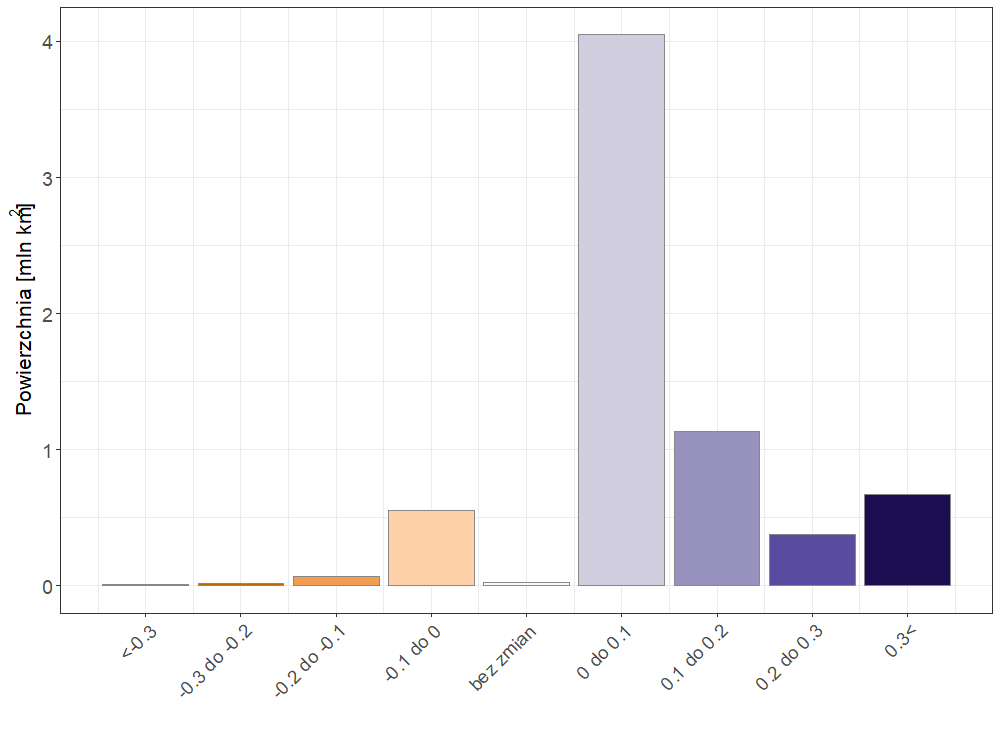 4
3
2
1
0
Powierzchnia [mln km²]
<-0.3
-0.3 do -0.2
-0.2 do -0.1
-0.1 do 0
bez zmian
0 do 0.1
0.1 do 0.2
0.2 do 0.3
0.3<